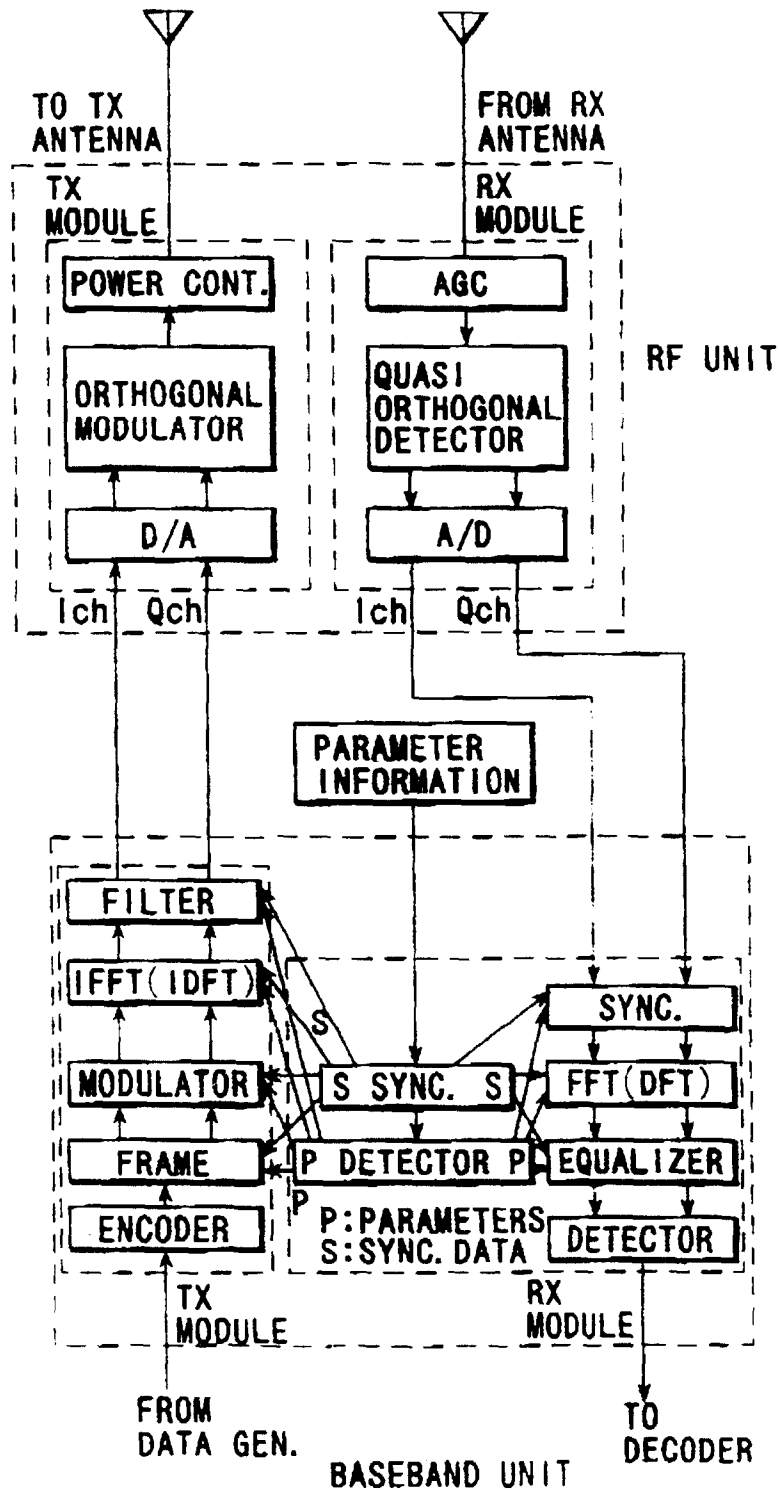 TO TX
ANTENNA
FROM RX
ANTENNA
TX
MODULE
RX
MODULE
POWER CONT.
AGC
RF UNIT
ORTHOGONAL
MODULATOR
QUASI
ORTHOGONAL
DETECTOR
D/A
A/D
Ich Qch
Ich Qch
PARAMETER
INFORMATION
FILTER
IFFT(IDFT)
S
SYNC.
MODULATOR
S SYNC. S
FFT(DFT)
FRAME
P DETECTOR P
EQUALIZER
P
ENCODER
P:PARAMETERS
S:SYNC. DATA
DETECTOR
TX
MODULE
RX
MODULE
FROM
DATA GEN.
TO
DECODER
BASEBAND UNIT